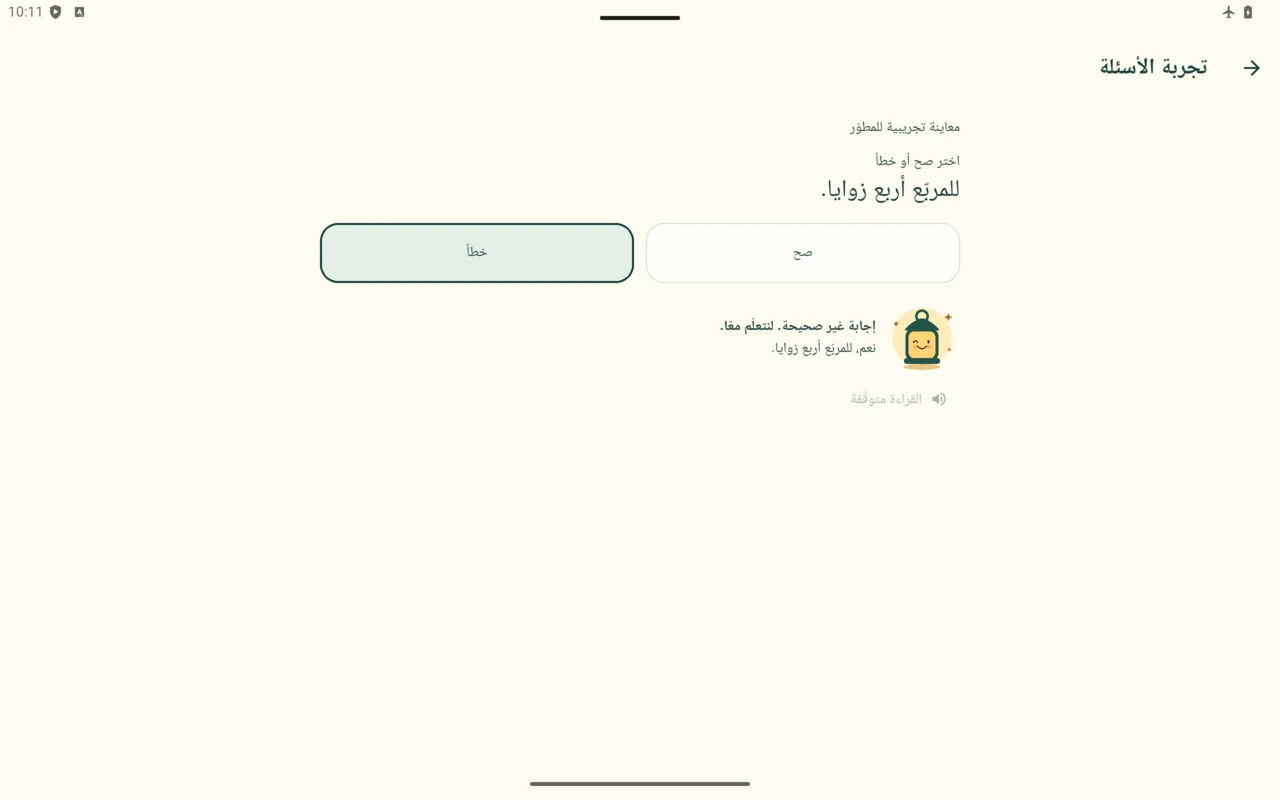 10:11
تجربة الأسئلة
معاينة تجريبية للمطوّر
اختر صح أو خطأ
للمربّع أربع زوايا.
صح
خطأ
إجابة غير صحيحة. لنتعلّم معًا.
نعم، للمربّع أربع زوايا.
القراءة متوقّفة